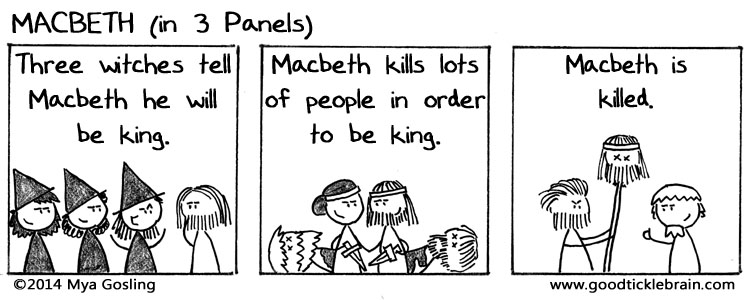 MACBETH (in 3 Panels)
Three witches tell
Macbeth he will
be king.
Macbeth kills lots
of people in order
to be king.
Macbeth is
killed.
©2014 Mya Gosling
www.goodticklebrain.com